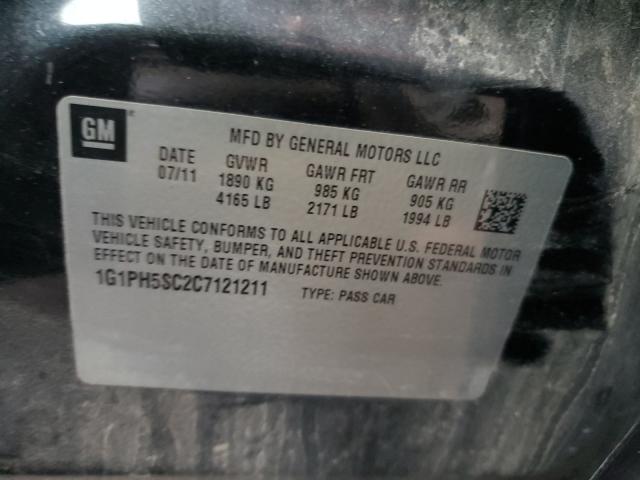 GM
MFD BY GENERAL MOTORS LLC
DATE GVWR GAWR FRT GAWR RR
07/11 1890 KG 985 KG 905 KG
4165 LB 2171 LB 1994 LB
THIS VEHICLE CONFORMS TO ALL APPLICABLE U.S. FEDERAL MOTOR
VEHICLE SAFETY, BUMPER, AND THEFT PREVENTION STANDARDS IN
EFFECT ON THE DATE OF MANUFACTURE SHOWN ABOVE.
1G1PH5SC2C7121211 TYPE: PASS CAR